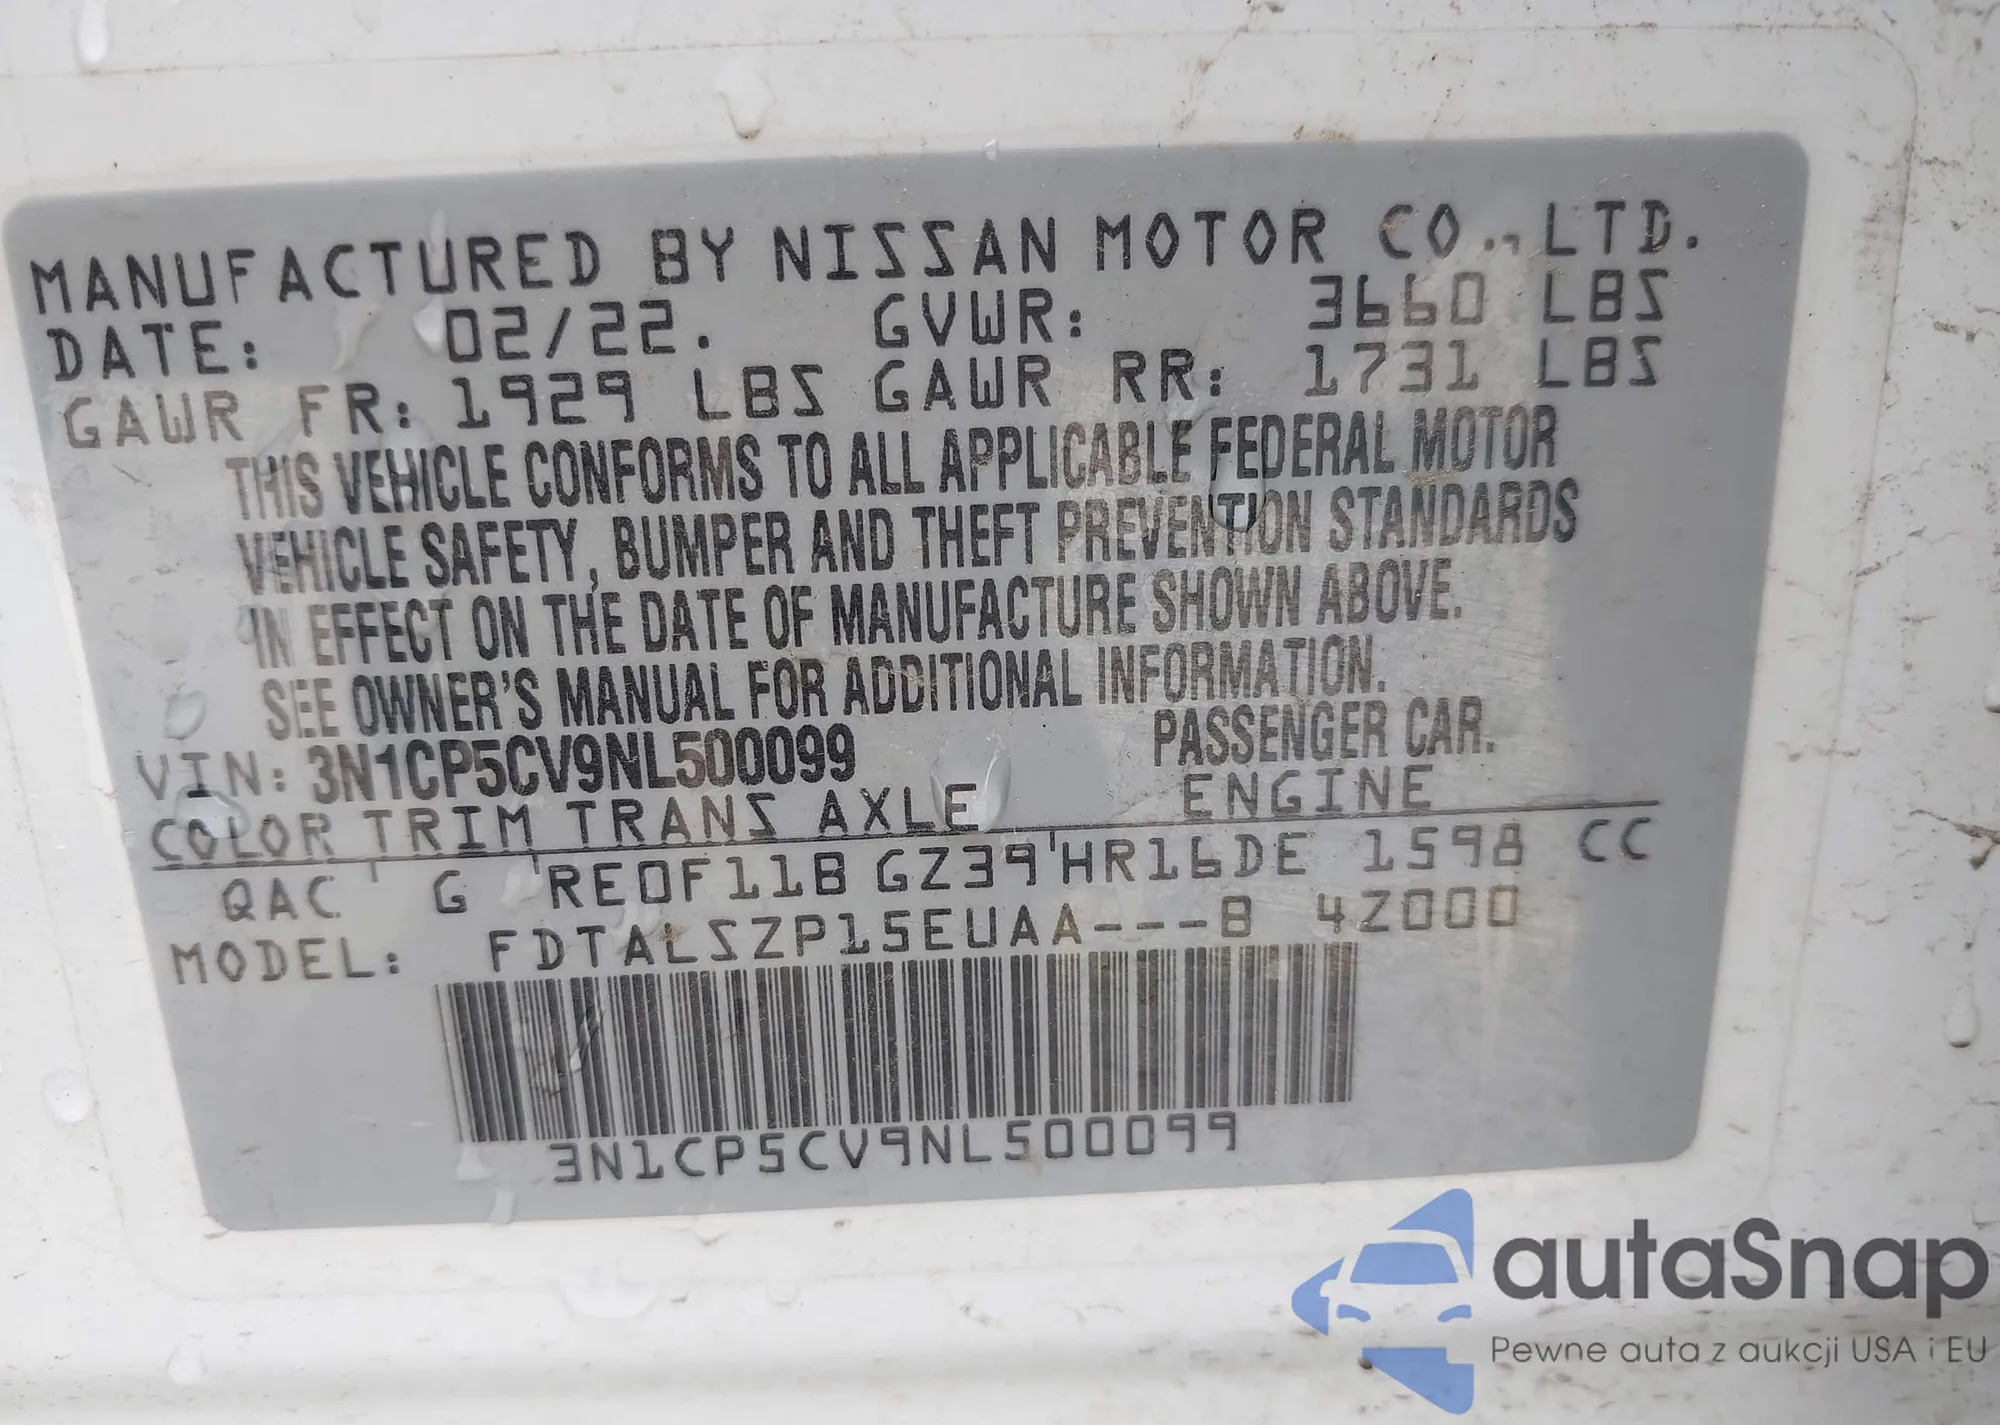 MANUFACTURED BY NISSAN MOTOR CO., LTD.
DATE: 02/22. GVWR: 3660 LBS
GAWR FR: 1929 LBS GAWR RR: 1731 LBS
THIS VEHICLE CONFORMS TO ALL APPLICABLE FEDERAL MOTOR
VEHICLE SAFETY, BUMPER AND THEFT PREVENTION STANDARDS
IN EFFECT ON THE DATE OF MANUFACTURE SHOWN ABOVE.
SEE OWNER'S MANUAL FOR ADDITIONAL INFORMATION.
VIN: 3N1CP5CV9NL500099 PASSENGER CAR.
COLOR TRIM TRANS AXLE ENGINE
QAC ' G 'RE0F11B GZ39'HR16DE 1598 CC
MODEL: FDTALSZP15EUAA---B 4Z000
3N1CP5CV9NL500099
autaSnap
Pewne auta z aukcji USA i EU